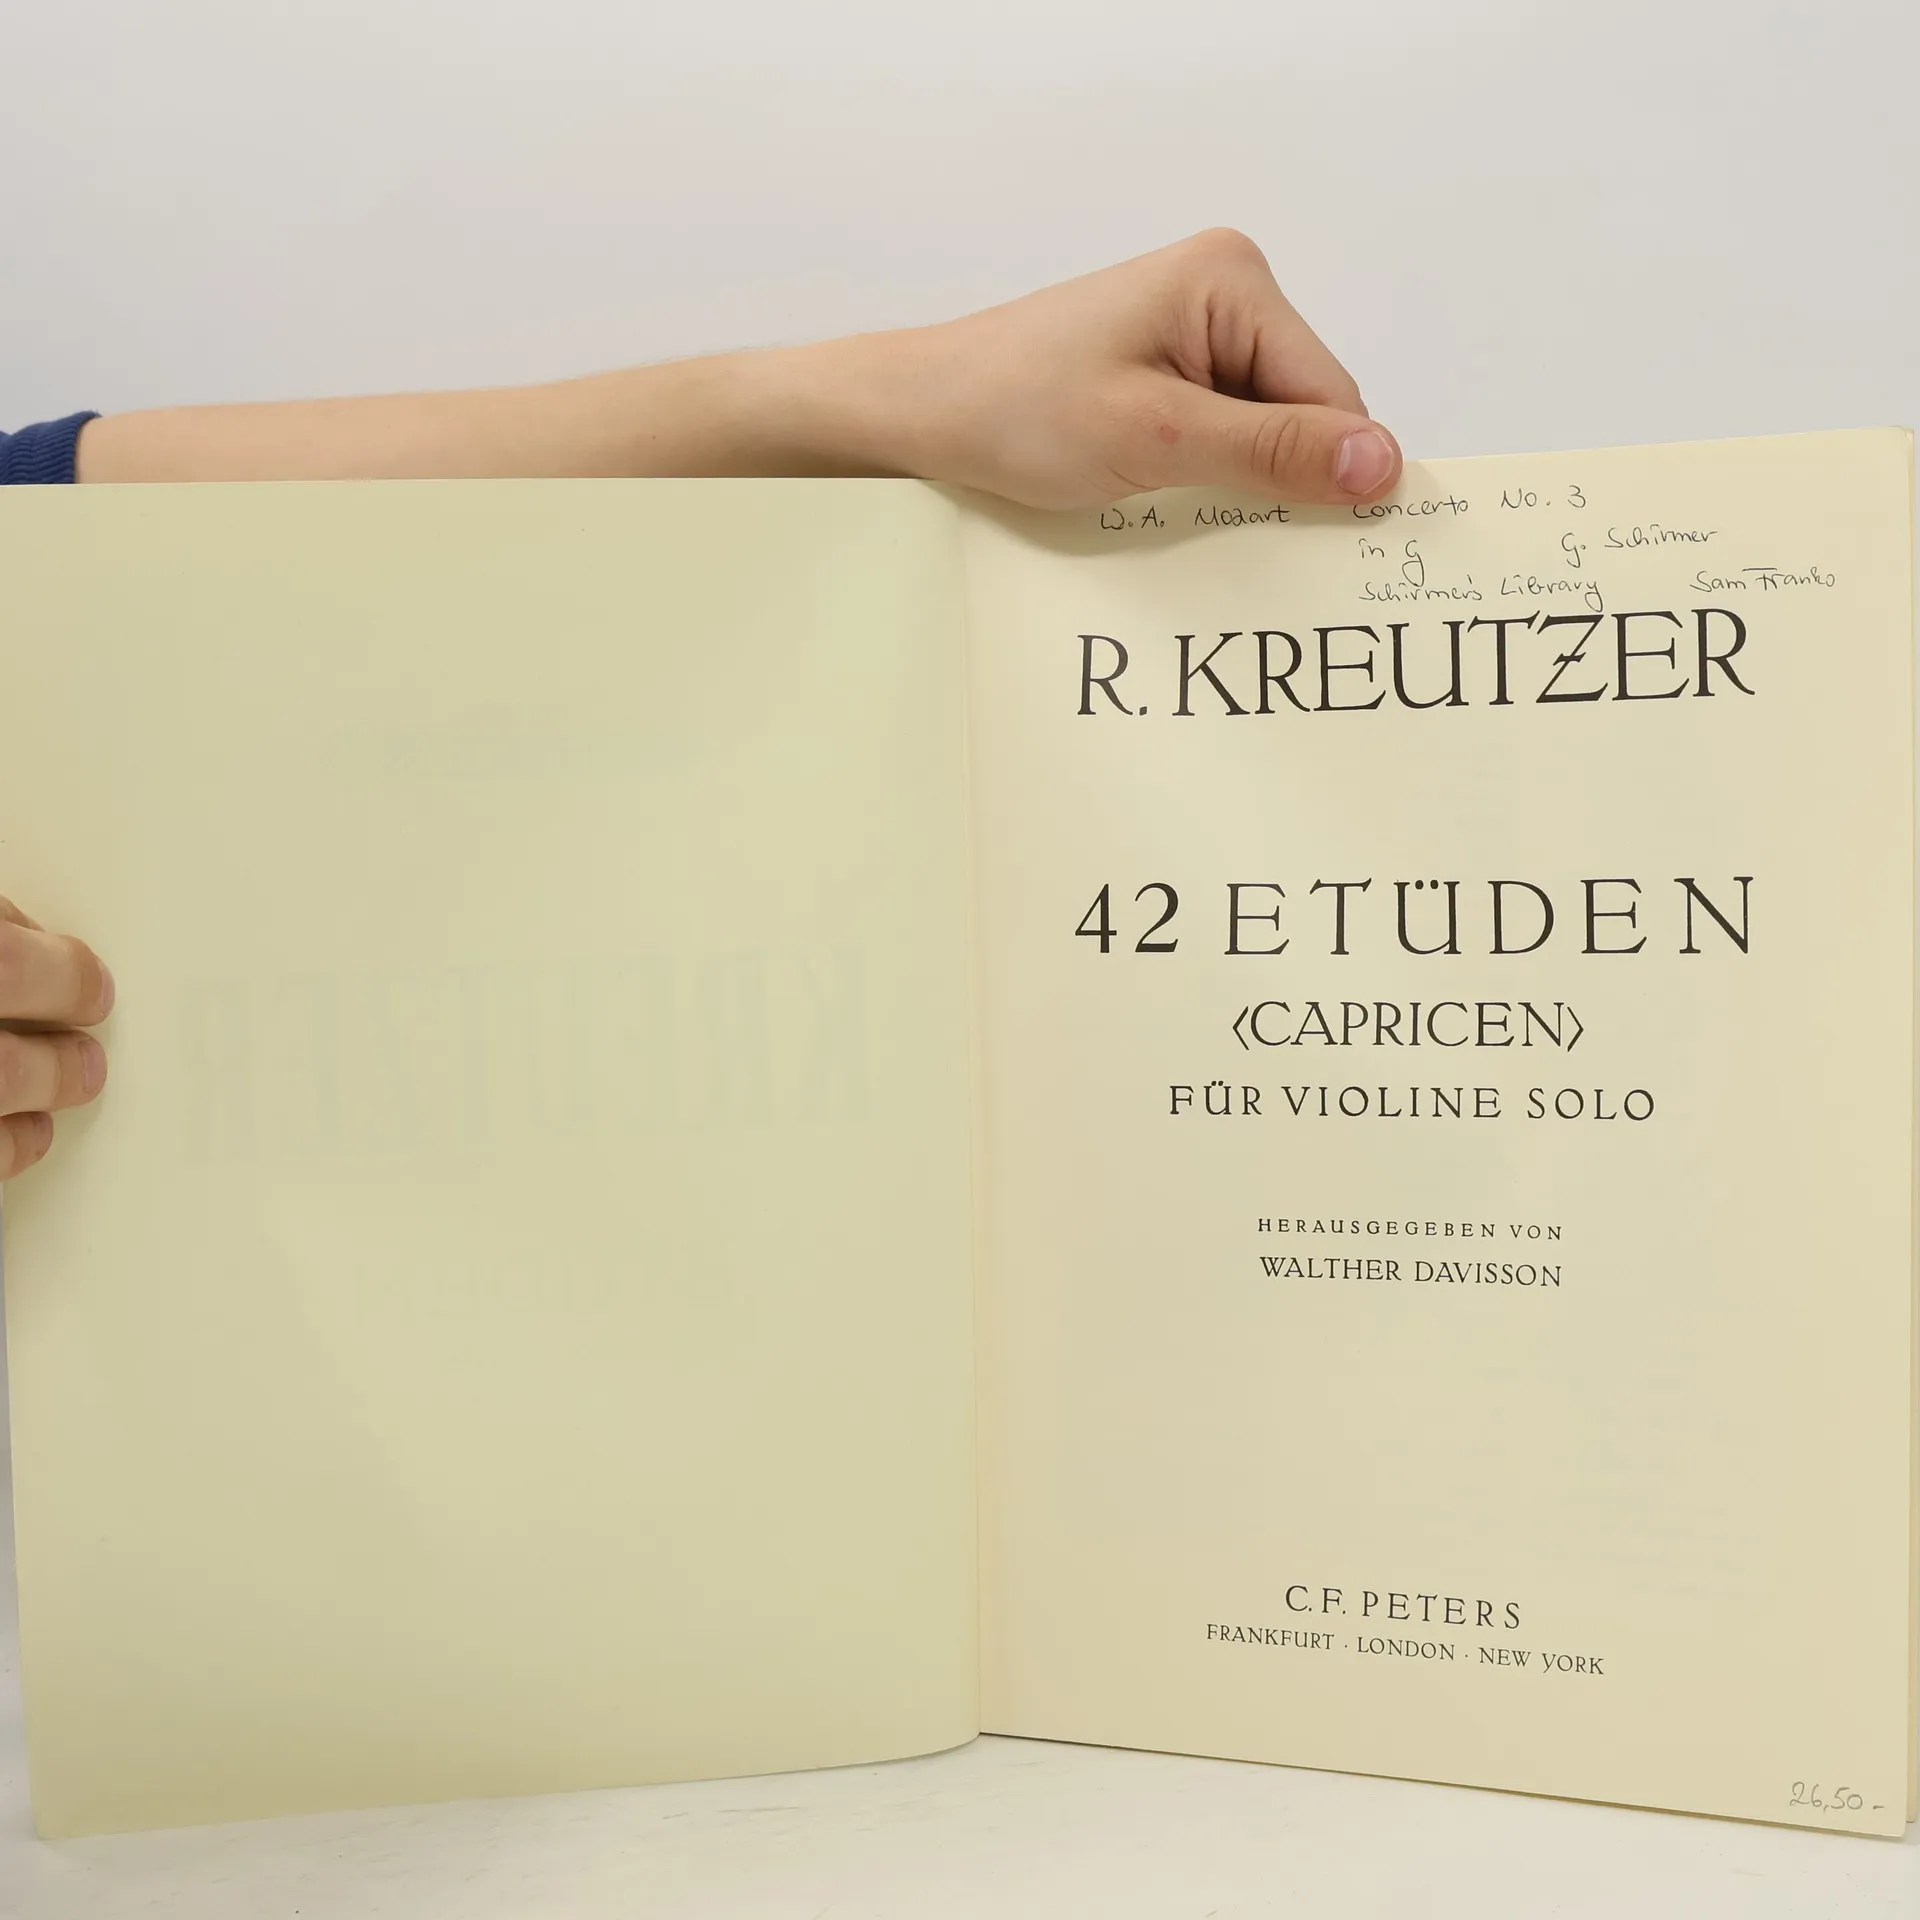 W. A. Mozart Concerto No. 3
in G G. Schirmer
Schirmer's Library Sam Franko
R. KREUTZER
42 ETÜDEN
〈CAPRICEN〉
FÜR VIOLINE SOLO
HERAUSGEGEBEN VON
WALTHER DAVISSON
C. F. PETERS
FRANKFURT · LONDON · NEW YORK
26,50 -